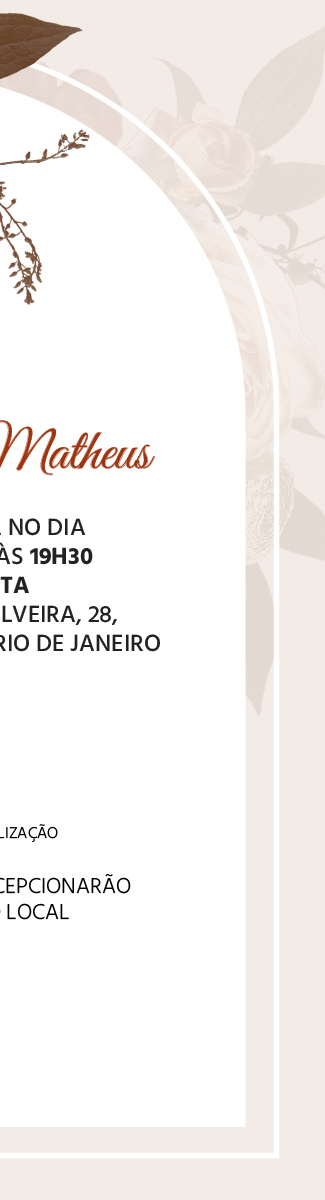 Matheus
NO DIA
ÀS 19H30
TA
LVEIRA, 28,
RIO DE JANEIRO
LIZAÇÃO
CEPCIONARÃO
LOCAL